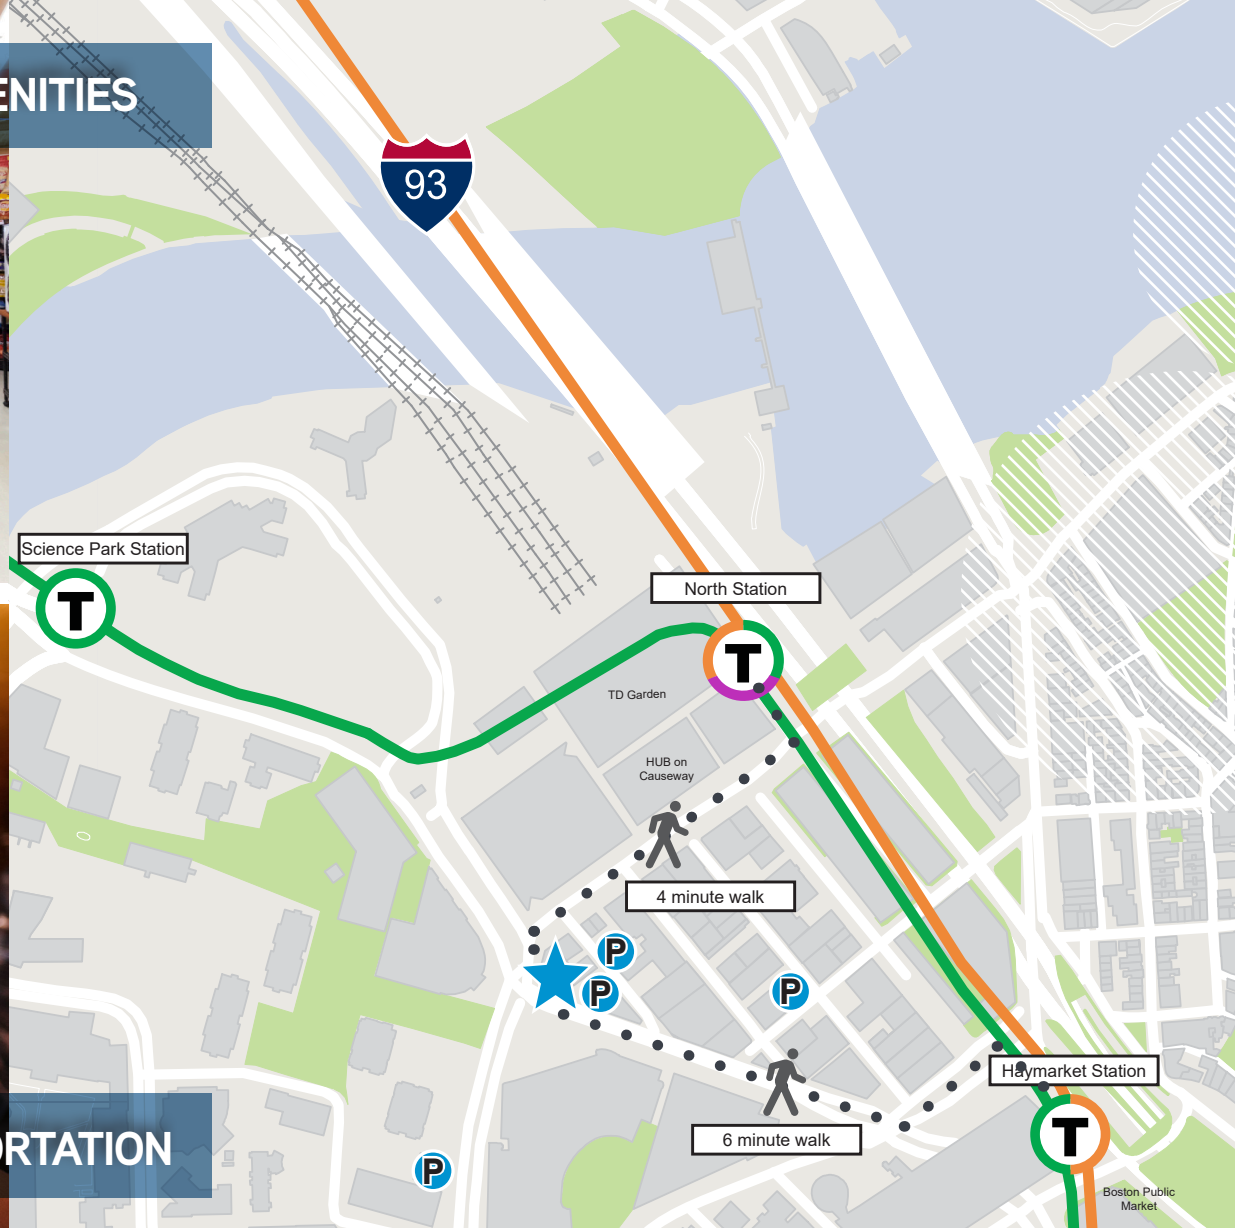 ENITIES
93
Science Park Station
T
North Station
T
TD Garden
HUB on
Causeway
4 minute walk
P
P
P
Haymarket Station
T
6 minute walk
P
ORTATION
Boston Public
Market